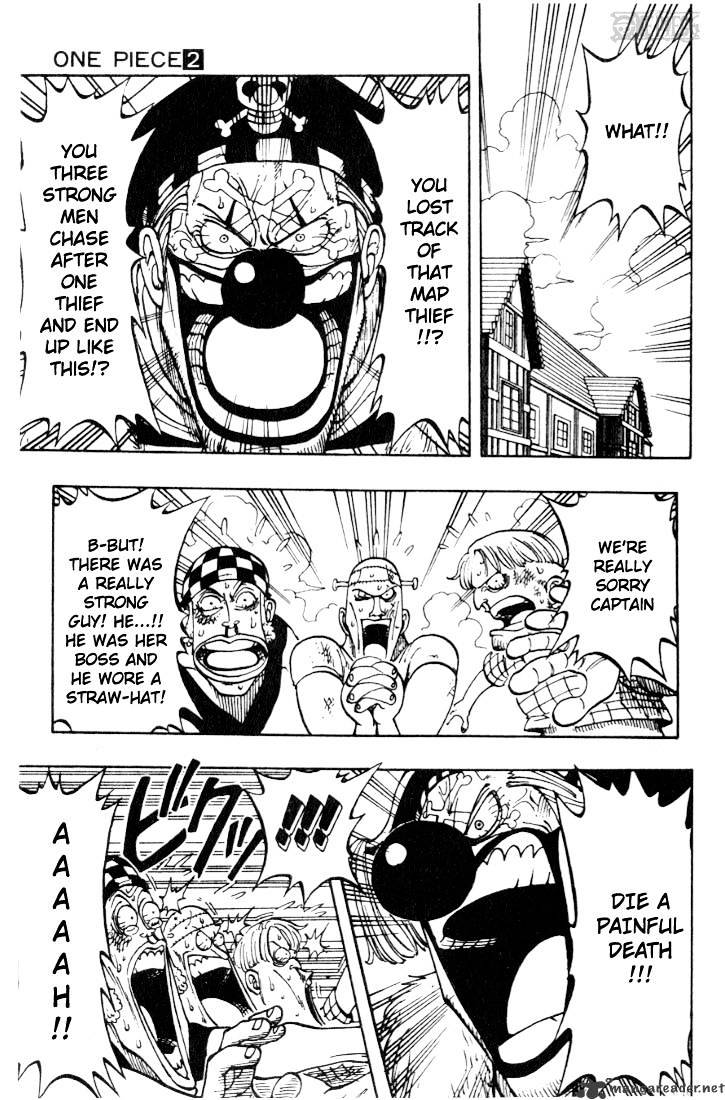 ONE PIECE 2
WHAT!!
YOU
LOST
TRACK
OF
THAT
MAP
THIEF
!!?
YOU
THREE
STRONG
MEN
CHASE
AFTER
ONE
THIEF
AND END
UP LIKE
THIS!?
WE'RE
REALLY
SORRY
CAPTAIN
B-BUT!
THERE WAS
A REALLY
STRONG
GUY! HE...!!
HE WAS HER
BOSS AND
HE WORE A
STRAW-HAT!
DIE A
PAINFUL
DEATH
!!!
!!!
ビクッ
A
A
A
A
A
H
!!
mangareader.net